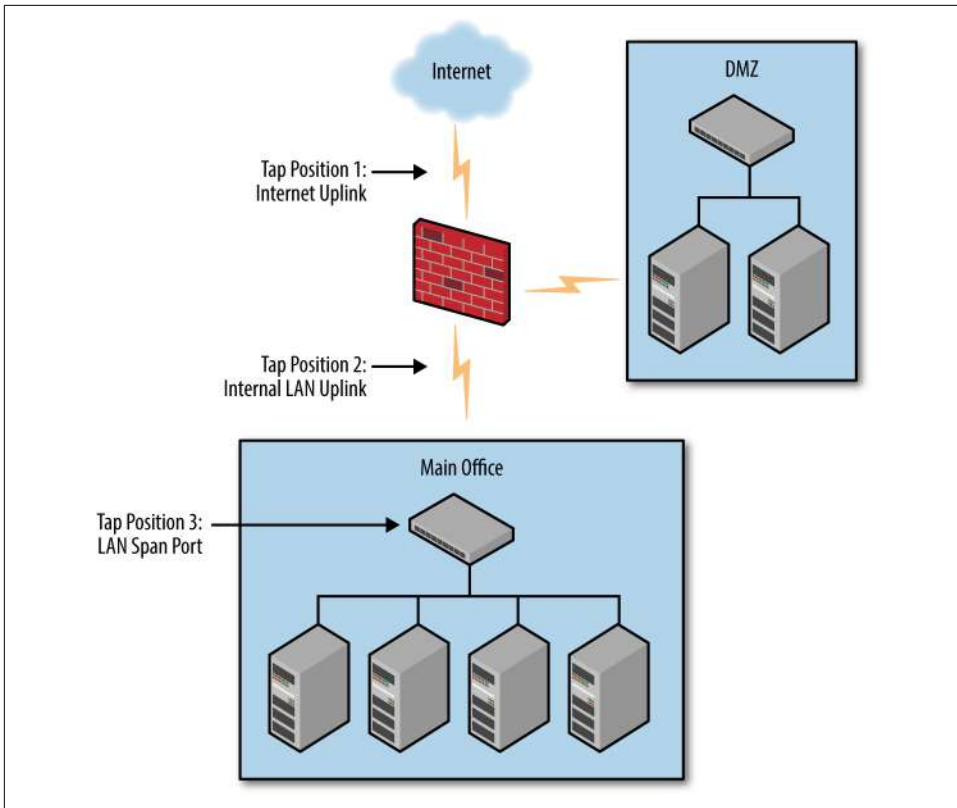 Internet
DMZ
Tap Position 1:
Internet Uplink
Tap Position 2:
Internal LAN Uplink
Main Office
Tap Position 3:
LAN Span Port